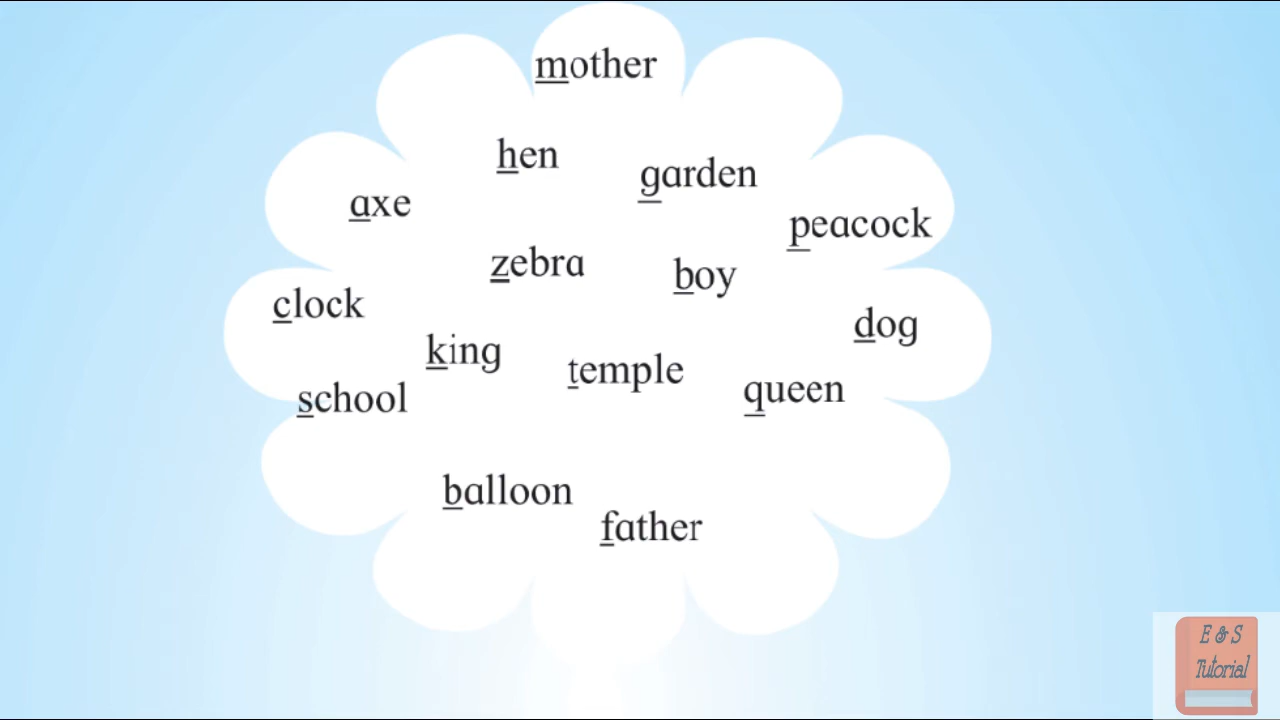 mother
hen
garden
axe
peacock
zebra
boy
clock
dog
king
temple
queen
school
balloon
father
E & S
Tutorial